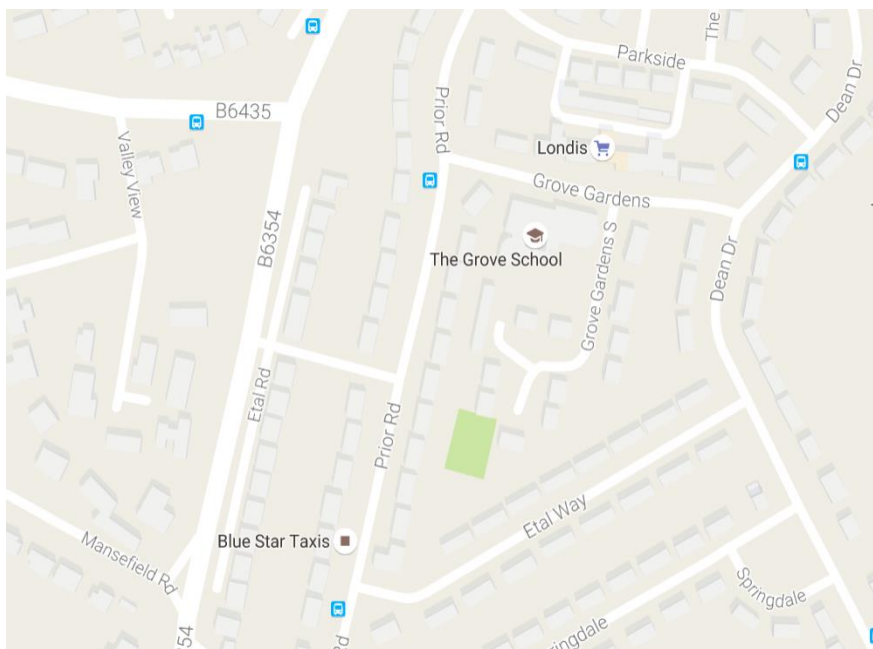 The
Parkside
Dean Dr
B6435
Prior Rd
Londis
Valley View
Grove Gardens
B6354
The Grove School
Grove Gardens S
Dean Dr
Etal Rd
Prior Rd
Etal Way
Blue Star Taxis
Mansefield Rd
Springdale
54
Rd
ringdale